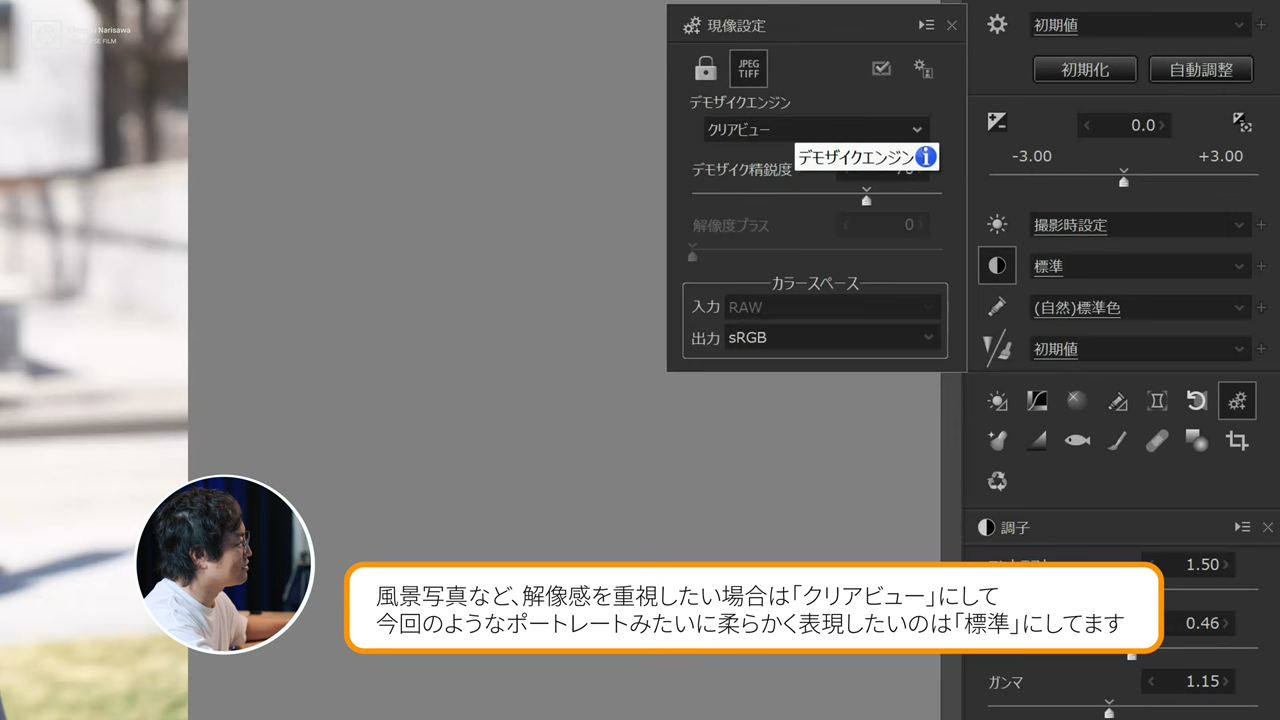 Narisawa
FILM
現像設定
JPEG
TIFF
デモザイクエンジン
クリアビュー
デモザイクエンジン
デモザイク精鋭度
解像度プラス
0
カラースペース
入力 RAW
出力 sRGB
初期値
初期化 自動調整
0.0
-3.00 +3.00
撮影時設定
標準
(自然)標準色
初期値
調子
1.50
0.46
ガンマ 1.15
風景写真など、解像感を重視したい場合は「クリアビュー」にして
今回のようなポートレートみたいに柔らかく表現したいのは「標準」にしてます